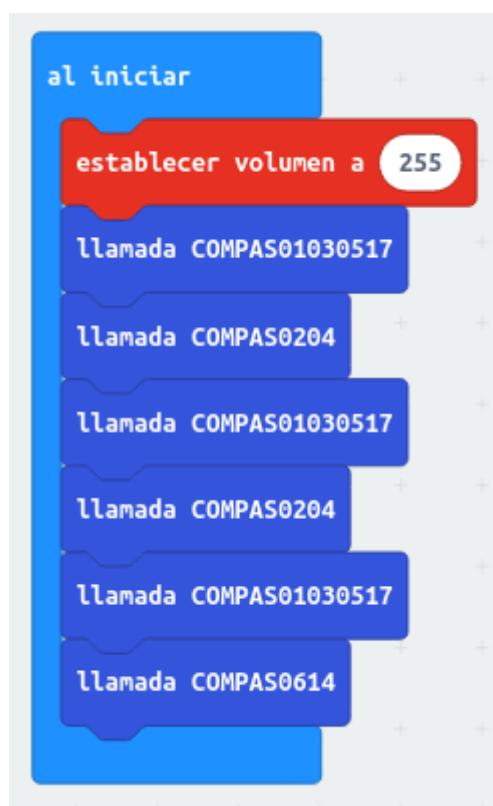 al iniciar
establecer volumen a 255
llamada COMPAS01030517
llamada COMPAS0204
llamada COMPAS01030517
llamada COMPAS0204
llamada COMPAS01030517
llamada COMPAS0614